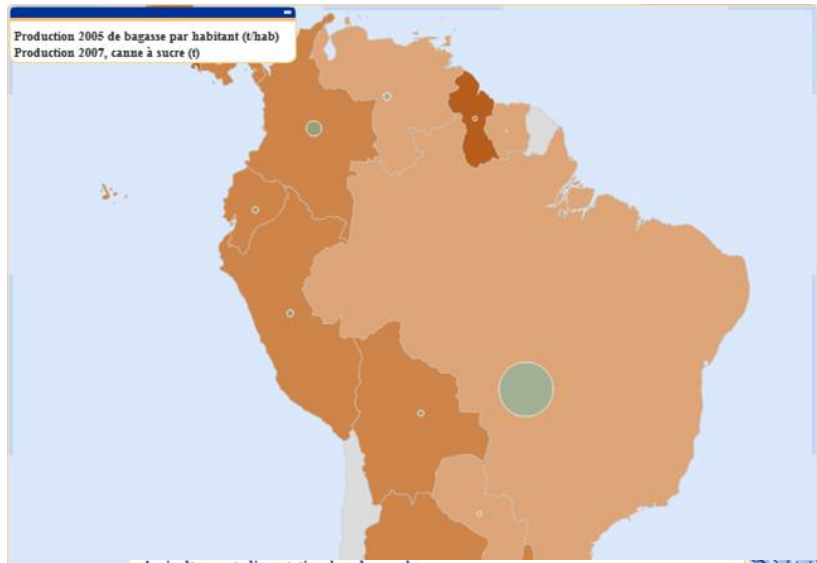 Production 2005 de bagasse par habitant (t/hab)
Production 2007, canne à sucre (t)